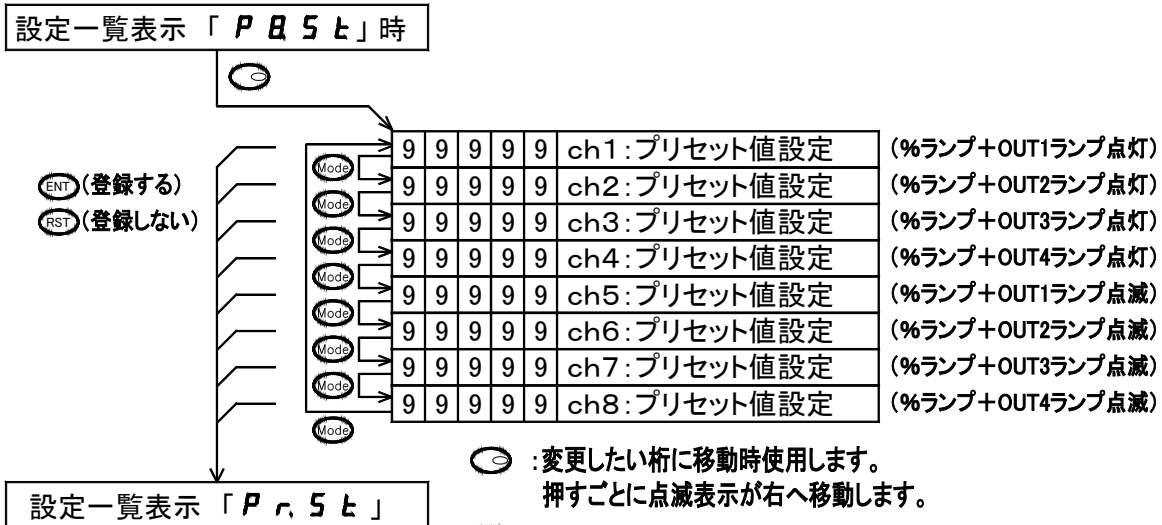 設定一覧表示 「 P 8. 5 t 」時
9 9 9 9 9 ch1:プリセット値設定 (%ランプ+OUT1ランプ点灯)
Mode
ENT (登録する)
9 9 9 9 9 ch2:プリセット値設定 (%ランプ+OUT2ランプ点灯)
Mode
RST (登録しない)
9 9 9 9 9 ch3:プリセット値設定 (%ランプ+OUT3ランプ点灯)
Mode
9 9 9 9 9 ch4:プリセット値設定 (%ランプ+OUT4ランプ点灯)
Mode
9 9 9 9 9 ch5:プリセット値設定 (%ランプ+OUT1ランプ点滅)
Mode
9 9 9 9 9 ch6:プリセット値設定 (%ランプ+OUT2ランプ点滅)
Mode
9 9 9 9 9 ch7:プリセット値設定 (%ランプ+OUT3ランプ点滅)
Mode
9 9 9 9 9 ch8:プリセット値設定 (%ランプ+OUT4ランプ点滅)
Mode
:変更したい桁に移動時使用します。
押すごとに点滅表示が右へ移動します。
設定一覧表示 「 P r. 5 t 」